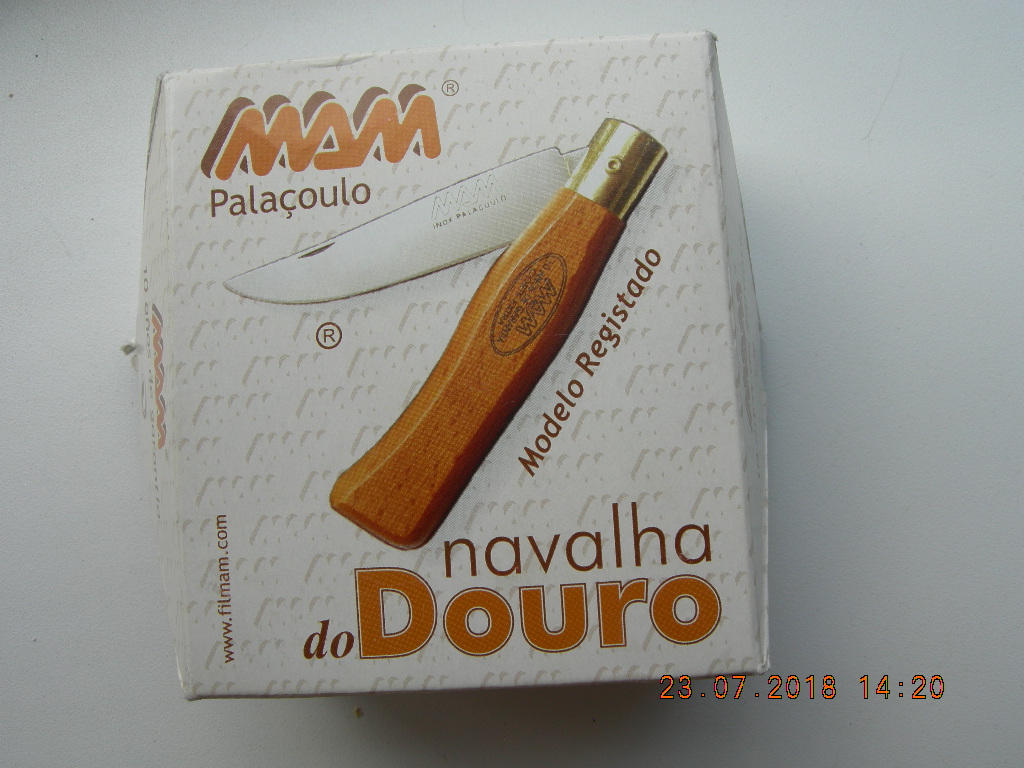 MAM®
Palaçoulo
MAM
INOX PALAÇOULO
®
MAM
Modelo Registado
www.filmam.com
navalha
do Douro
MAM
23.07.2018 14:20